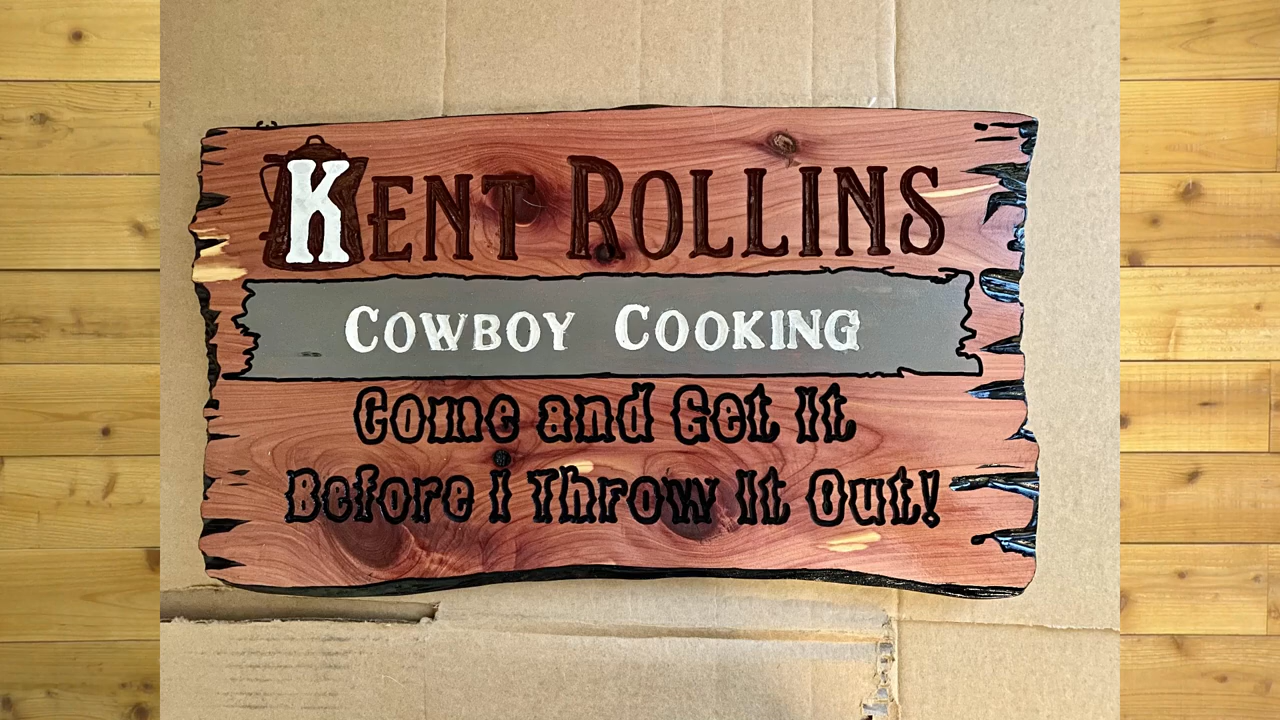 KENT ROLLINS
COWBOY COOKING
Come and Get It
Before i Throw It Out!